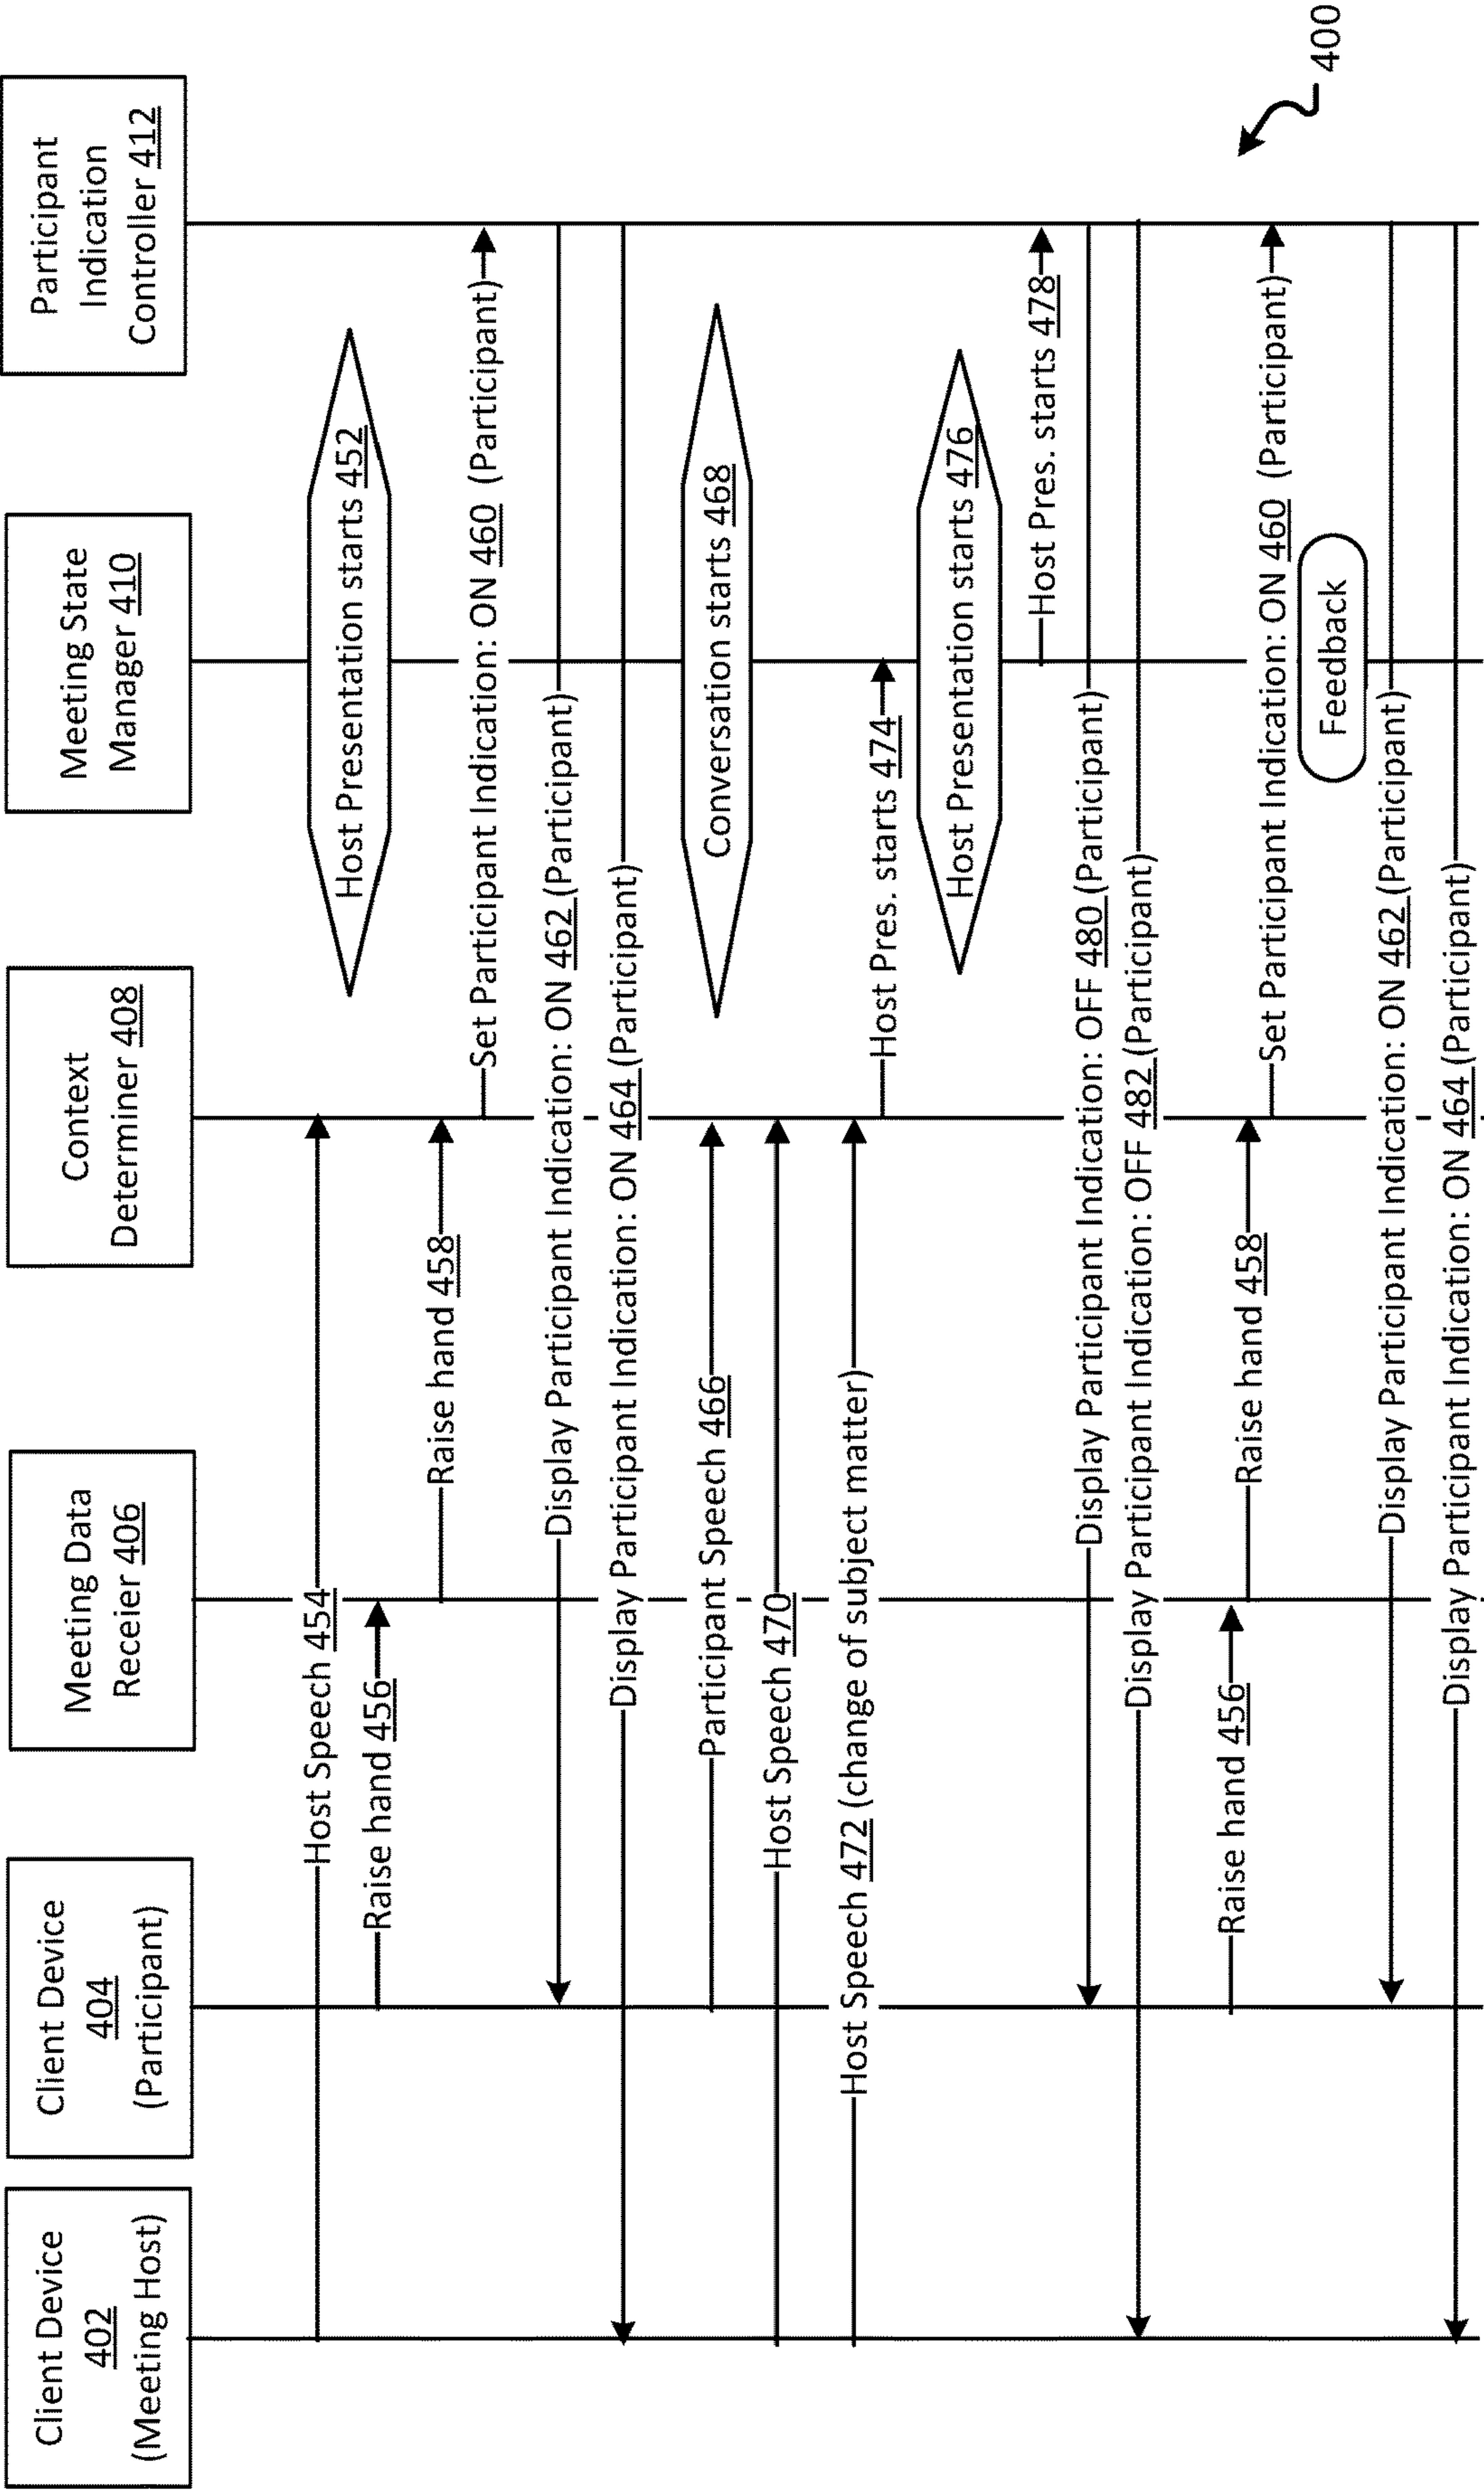 Client Device
402
(Meeting Host)
Client Device
404
(Participant)
Meeting Data
Receier 406
Context
Determiner 408
Meeting State
Manager 410
Participant
Indication
Controller 412
Host Presentation starts 452
Host Speech 454
Raise hand 456
Raise hand 458
Set Participant Indication: ON 460 (Participant)
Display Participant Indication: ON 462 (Participant)
Display Participant Indication: ON 464 (Participant)
Participant Speech 466
Conversation starts 468
Host Speech 470
Host Speech 472 (change of subject matter)
Host Pres. starts 474
Host Presentation starts 476
Host Pres. starts 478
Display Participant Indication: OFF 480 (Participant)
Display Participant Indication: OFF 482 (Participant)
Raise hand 456
Raise hand 458
Set Participant Indication: ON 460 (Participant)
Feedback
Display Participant Indication: ON 462 (Participant)
Display Participant Indication: ON 464 (Participant)
400